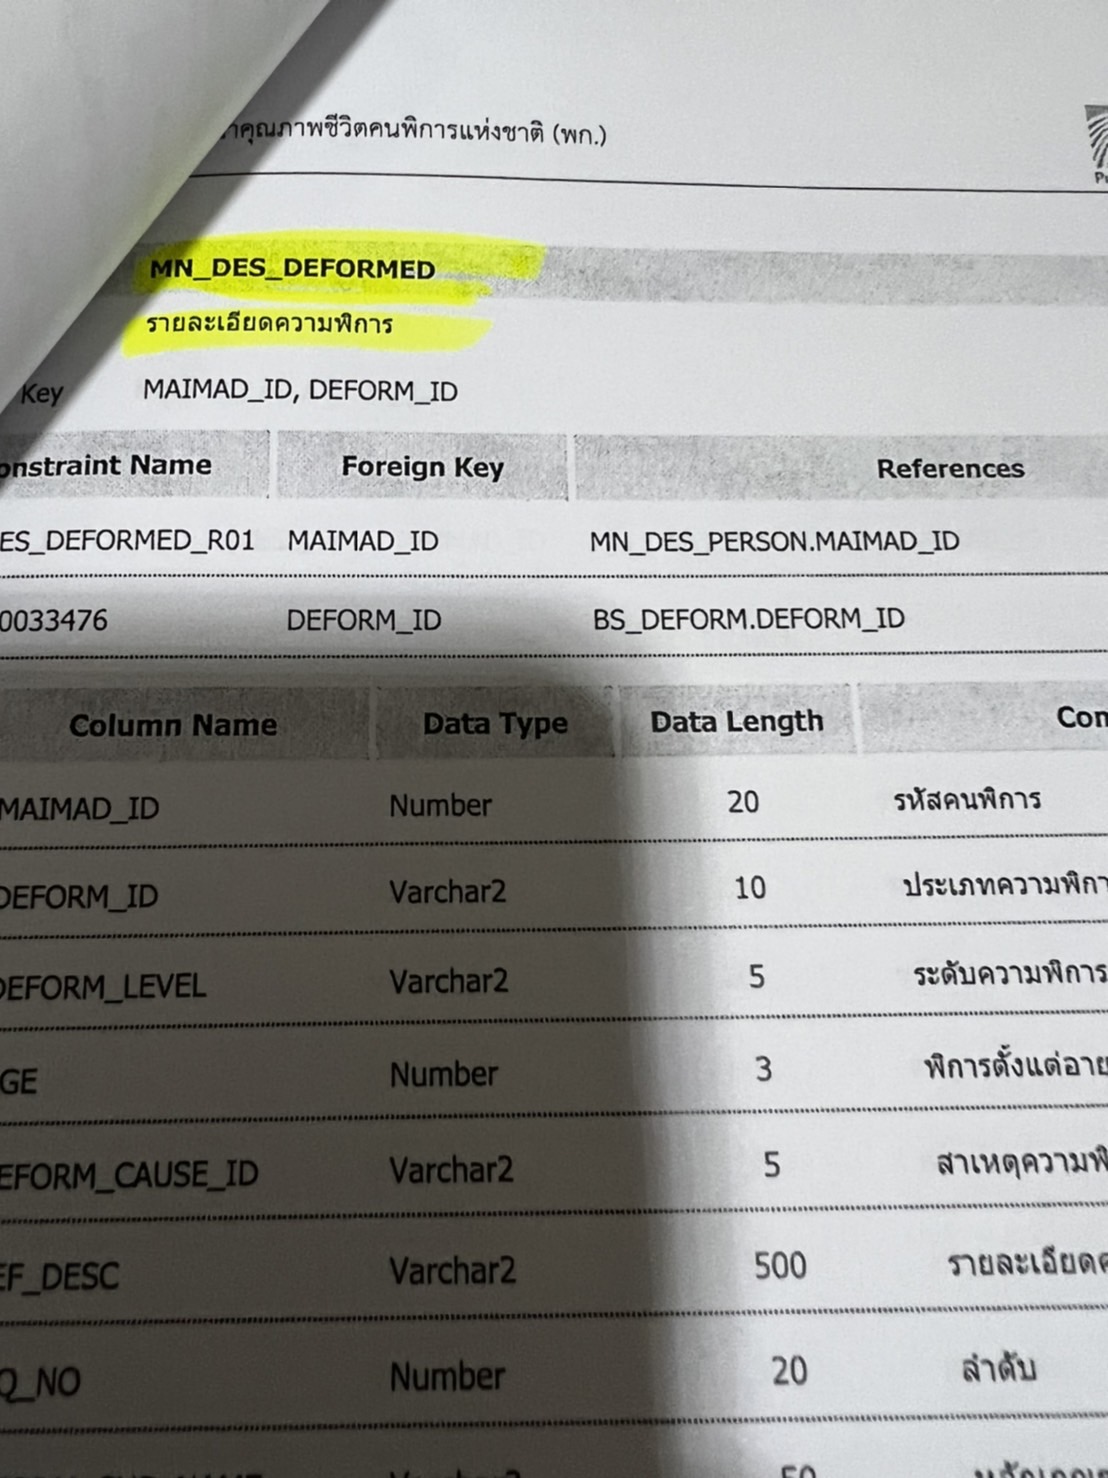 คุณภาพชีวิตคนพิการแห่งชาติ (พก.)
MN_DES_DEFORMED
รายละเอียดความพิการ
Key MAIMAD_ID, DEFORM_ID
onstraint Name Foreign Key References
ES_DEFORMED_R01 MAIMAD_ID MN_DES_PERSON.MAIMAD_ID
0033476 DEFORM_ID BS_DEFORM.DEFORM_ID
Column Name Data Type Data Length Com
MAIMAD_ID Number 20 รหัสคนพิการ
DEFORM_ID Varchar2 10 ประเภทความพิกา
DEFORM_LEVEL Varchar2 5 ระดับความพิการ
GE Number 3 พิการตั้งแต่อาย
EFORM_CAUSE_ID Varchar2 5 สาเหตุความพิ
EF_DESC Varchar2 500 รายละเอียดค
Q_NO Number 20 ลำดับ